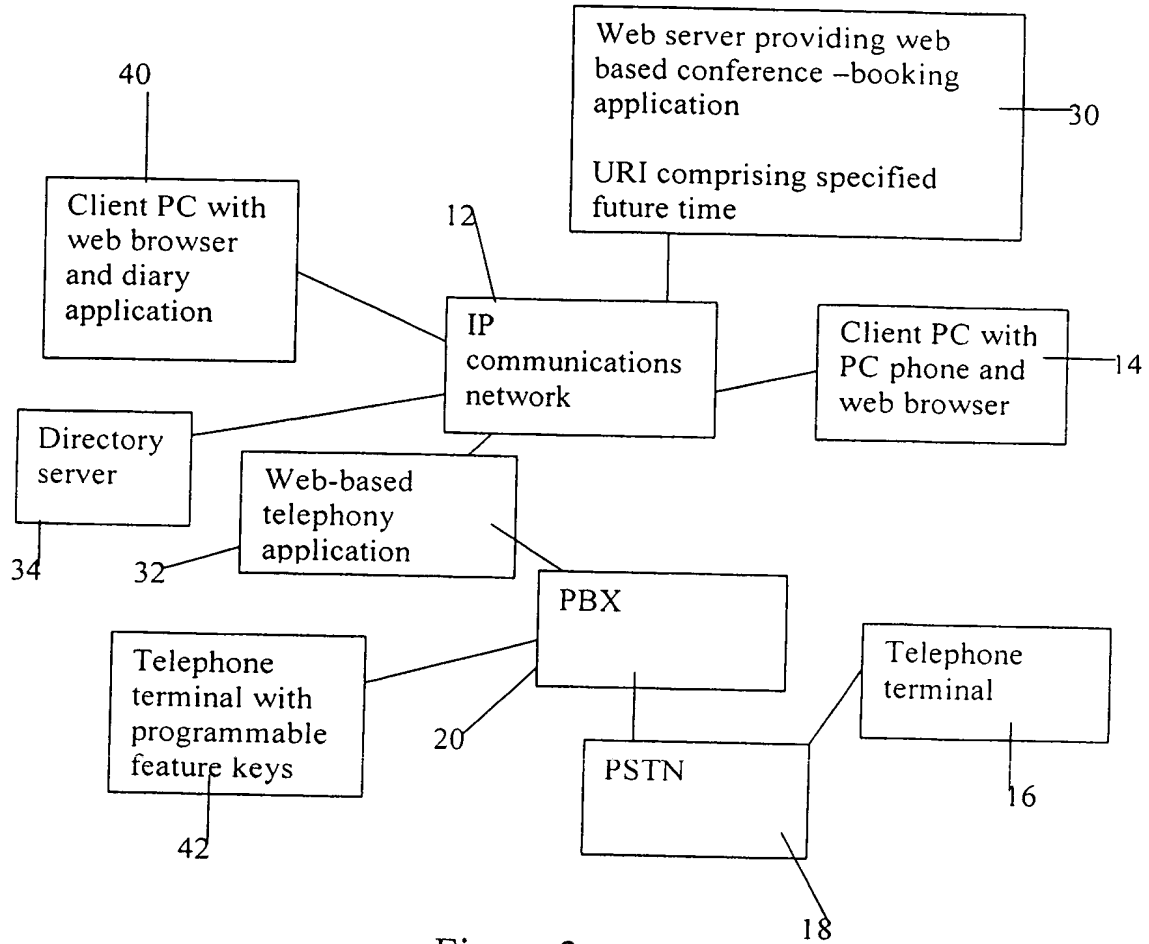 Web server providing web
based conference –booking
application
40
30
URI comprising specified
future time
Client PC with
web browser
and diary
application
12
IP
communications
network
Client PC with
PC phone and
web browser
14
Directory
server
Web-based
telephony
application
34
32
PBX
Telephone
terminal with
programmable
feature keys
Telephone
terminal
20
PSTN
16
42
18